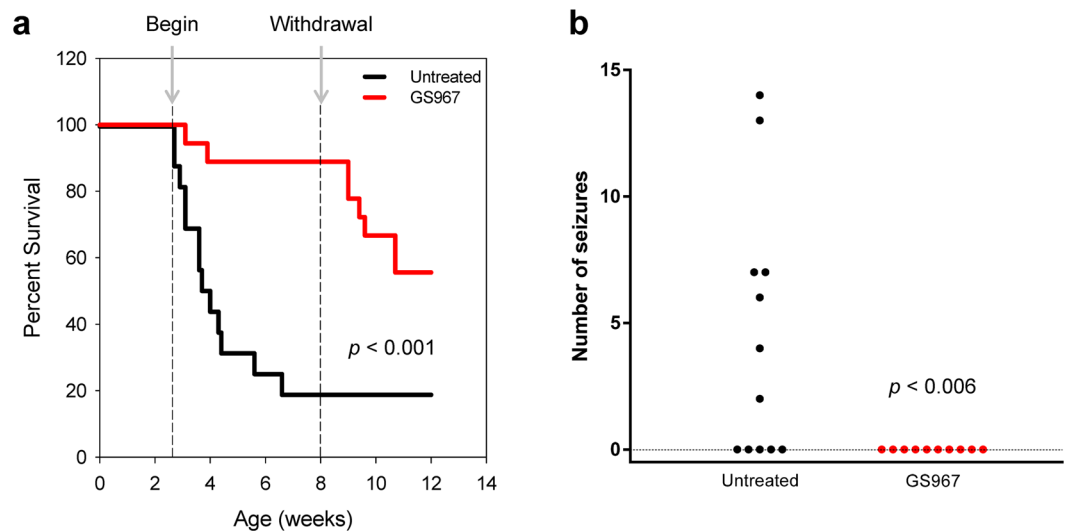 a
Begin
Withdrawal
120
100
80
60
40
20
0
Percent Survival
Untreated
GS967
p < 0.001
0
2
4
6
8
10
12
14
Age (weeks)
b
15
10
5
0
Number of seizures
p < 0.006
Untreated
GS967